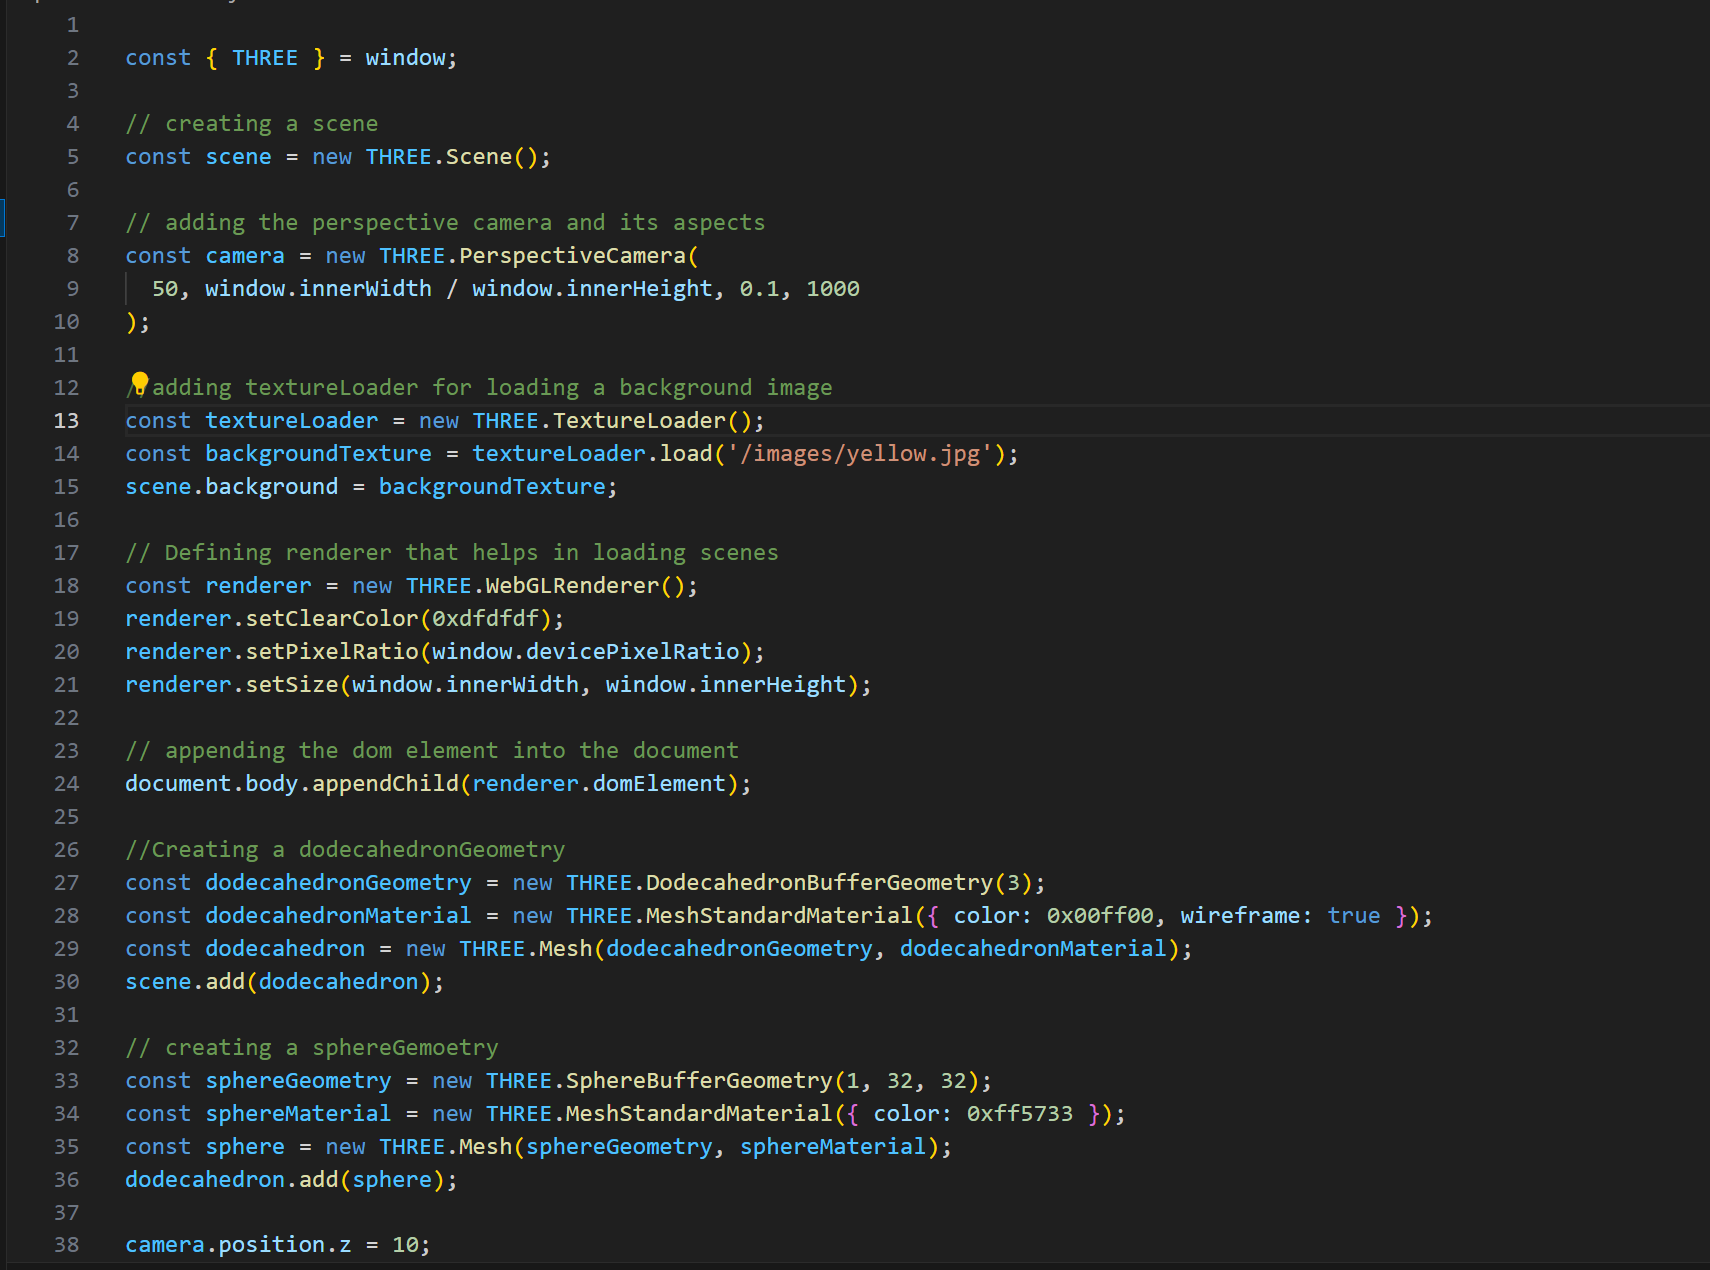 1
2 const { THREE } = window;
3
4 // creating a scene
5 const scene = new THREE.Scene();
6
7 // adding the perspective camera and its aspects
8 const camera = new THREE.PerspectiveCamera(
9 50, window.innerWidth / window.innerHeight, 0.1, 1000
10 );
11
12 //adding textureLoader for loading a background image
13 const textureLoader = new THREE.TextureLoader();
14 const backgroundTexture = textureLoader.load('/images/yellow.jpg');
15 scene.background = backgroundTexture;
16
17 // Defining renderer that helps in loading scenes
18 const renderer = new THREE.WebGLRenderer();
19 renderer.setClearColor(0xdfdfdf);
20 renderer.setPixelRatio(window.devicePixelRatio);
21 renderer.setSize(window.innerWidth, window.innerHeight);
22
23 // appending the dom element into the document
24 document.body.appendChild(renderer.domElement);
25
26 //Creating a dodecahedronGeometry
27 const dodecahedronGeometry = new THREE.DodecahedronBufferGeometry(3);
28 const dodecahedronMaterial = new THREE.MeshStandardMaterial({ color: 0x00ff00, wireframe: true });
29 const dodecahedron = new THREE.Mesh(dodecahedronGeometry, dodecahedronMaterial);
30 scene.add(dodecahedron);
31
32 // creating a sphereGemoetry
33 const sphereGeometry = new THREE.SphereBufferGeometry(1, 32, 32);
34 const sphereMaterial = new THREE.MeshStandardMaterial({ color: 0xff5733 });
35 const sphere = new THREE.Mesh(sphereGeometry, sphereMaterial);
36 dodecahedron.add(sphere);
37
38 camera.position.z = 10;